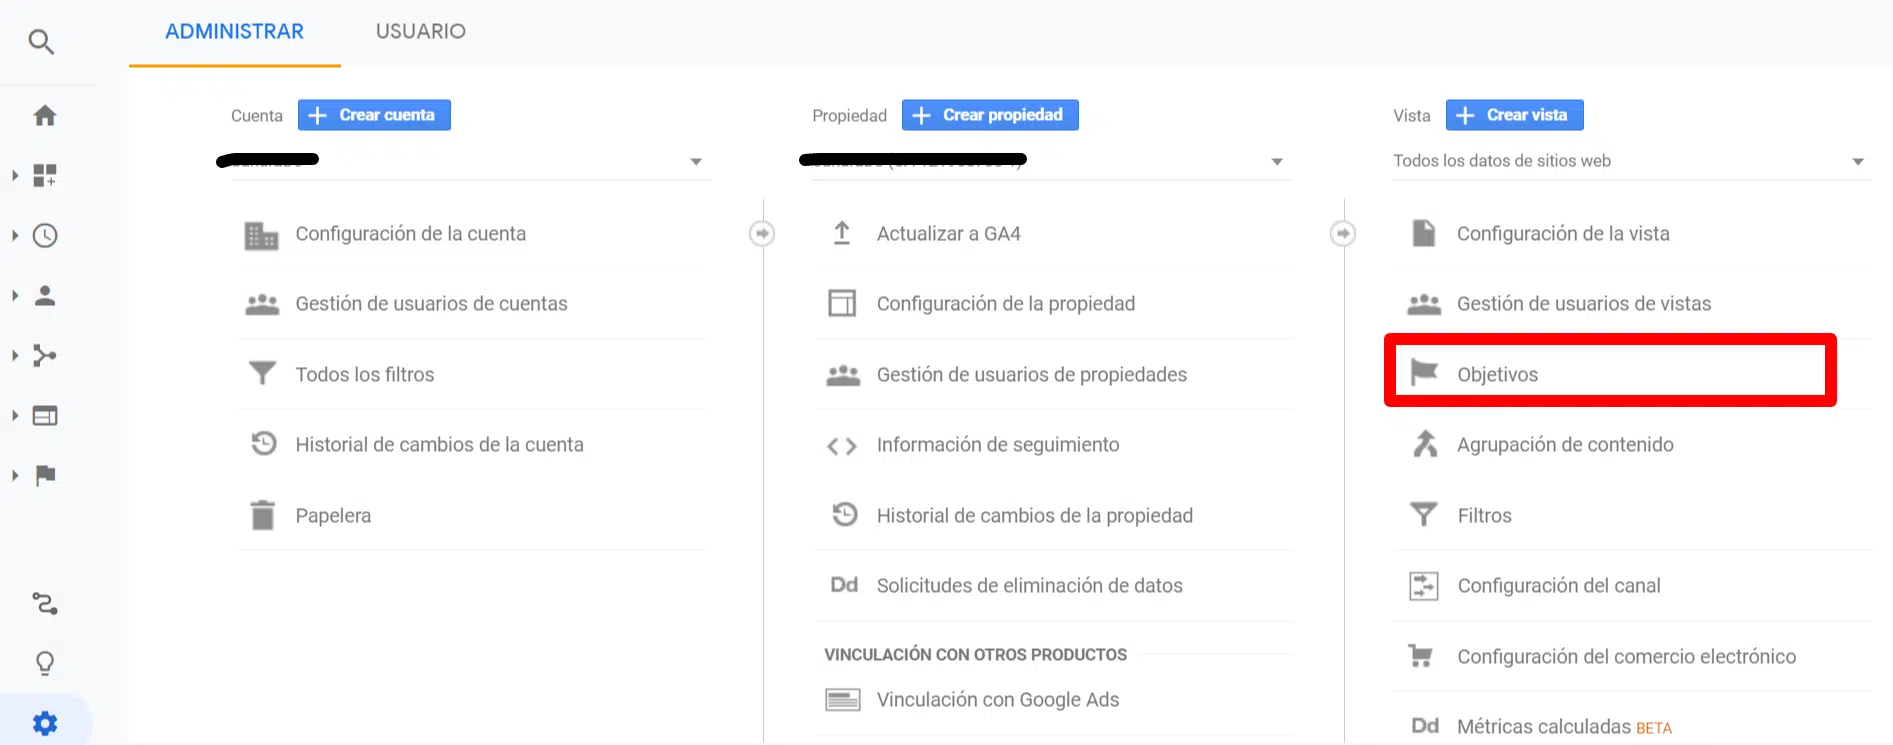 ADMINISTRAR USUARIO
Cuenta Crear cuenta
Configuración de la cuenta
Gestión de usuarios de cuentas
Todos los filtros
Historial de cambios de la cuenta
Papelera
Propiedad Crear propiedad
Actualizar a GA4
Configuración de la propiedad
Gestión de usuarios de propiedades
Información de seguimiento
Historial de cambios de la propiedad
Dd Solicitudes de eliminación de datos
VINCULACIÓN CON OTROS PRODUCTOS
Vinculación con Google Ads
Vista Crear vista
Todos los datos de sitios web
Configuración de la vista
Gestión de usuarios de vistas
Objetivos
Agrupación de contenido
Filtros
Configuración del canal
Configuración del comercio electrónico
Dd Métricas calculadas BETA